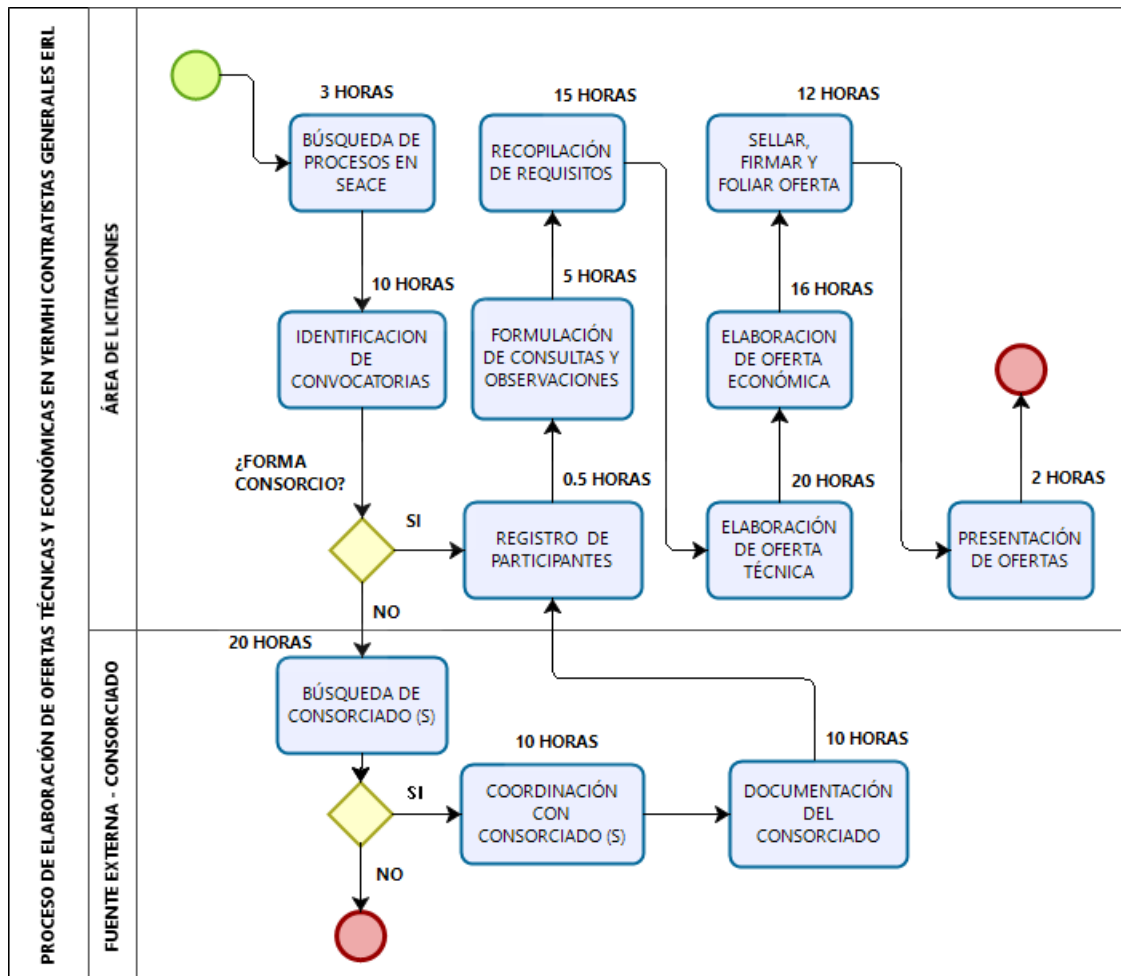 PROCESO DE ELABORACIÓN DE OFERTAS TÉCNICAS Y ECONÓMICAS EN YERMHI CONTRATISTAS GENERALES EIRL
ÁREA DE LICITACIONES
3 HORAS
BÚSQUEDA DE
PROCESOS EN
SEACE
10 HORAS
IDENTIFICACION
DE
CONVOCATORIAS
¿FORMA
CONSORCIO?
SI
NO
0.5 HORAS
REGISTRO DE
PARTICIPANTES
5 HORAS
FORMULACIÓN
DE CONSULTAS Y
OBSERVACIONES
15 HORAS
RECOPILACIÓN
DE REQUISITOS
20 HORAS
ELABORACIÓN
DE OFERTA
TÉCNICA
16 HORAS
ELABORACION
DE OFERTA
ECONÓMICA
12 HORAS
SELLAR,
FIRMAR Y
FOLIAR OFERTA
2 HORAS
PRESENTACIÓN
DE OFERTAS
FUENTE EXTERNA - CONSORCIADO
20 HORAS
BÚSQUEDA DE
CONSORCIADO (S)
SI
NO
10 HORAS
COORDINACIÓN
CON
CONSORCIADO (S)
10 HORAS
DOCUMENTACIÓN
DEL
CONSORCIADO